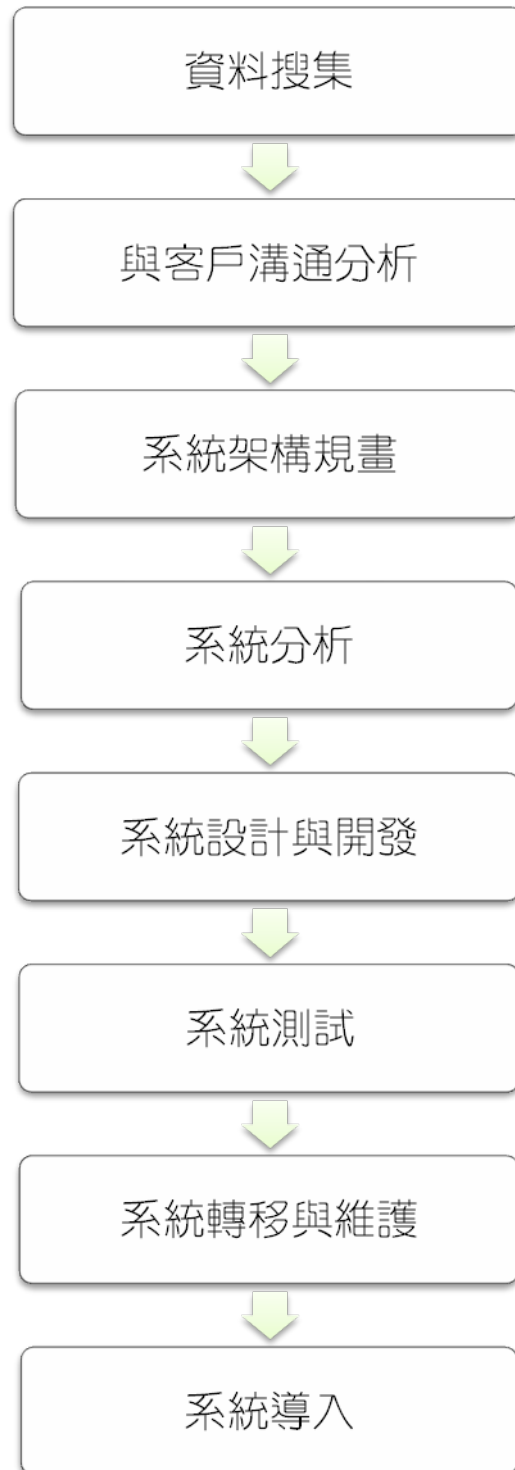 資料搜集
與客戶溝通分析
系統架構規畫
系統分析
系統設計與開發
系統測試
系統轉移與維護
系統導入